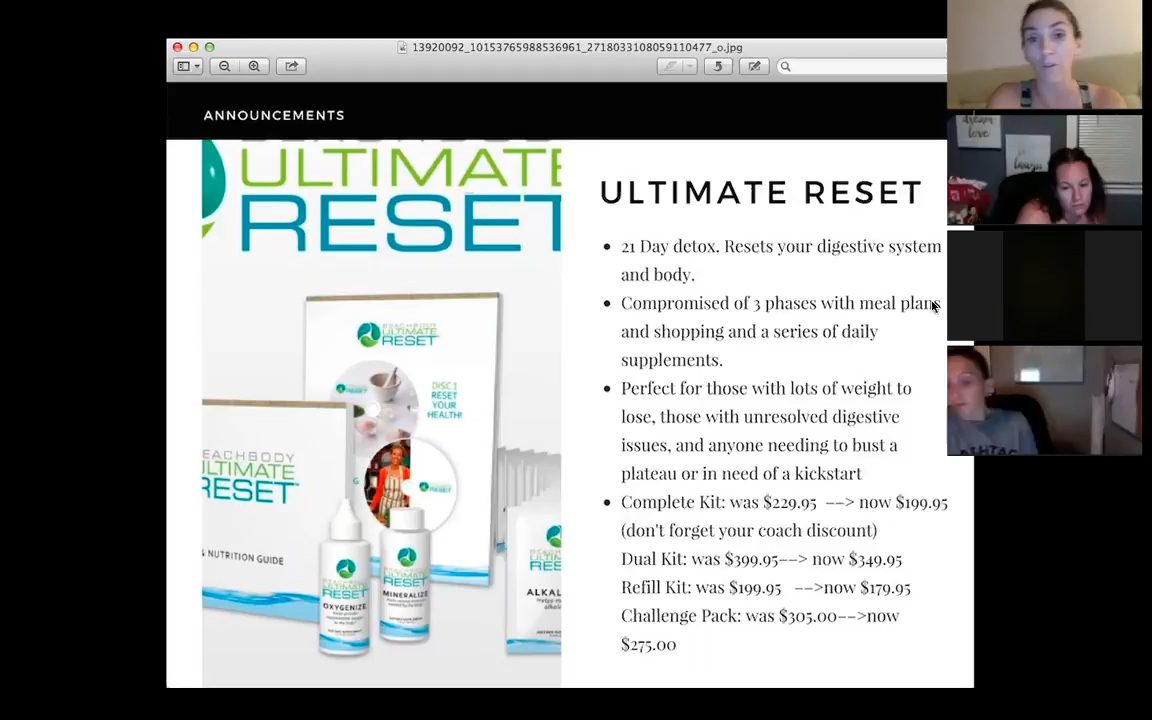 13920092_10153765988536961_2718033108059110477_o.jpg
ANNOUNCEMENTS
ULTIMATE
RESET
BEACHBODY
ULTIMATE
RESET
DISC 1
RESET
YOUR
HEALTH!
EACHBODY
ULTIMATE
RESET
& NUTRITION GUIDE
OXYGENIZE
RESET
MINERALIZE
ALKA
ULTIMATE RESET
21 Day detox. Resets your digestive system
and body.
Compromised of 3 phases with meal plans
and shopping and a series of daily
supplements.
Perfect for those with lots of weight to
lose, those with unresolved digestive
issues, and anyone needing to bust a
plateau or in need of a kickstart
Complete Kit: was $229.95 --> now $199.95
(don't forget your coach discount)
Dual Kit: was $399.95--> now $349.95
Refill Kit: was $199.95 -->now $179.95
Challenge Pack: was $305.00-->now
$275.00
dream
love